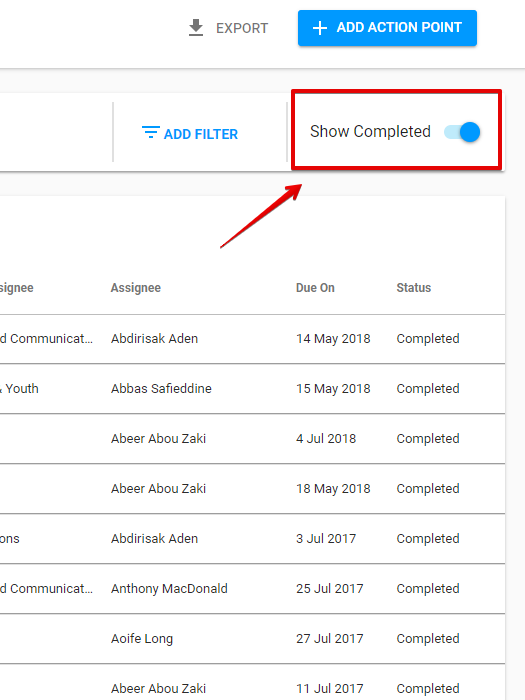 EXPORT
ADD ACTION POINT
ADD FILTER
Show Completed
signee Assignee Due On Status
d Communicat... Abdirisak Aden 14 May 2018 Completed
& Youth Abbas Safieddine 15 May 2018 Completed
Abeer Abou Zaki 4 Jul 2018 Completed
Abeer Abou Zaki 18 May 2018 Completed
ons Abdirisak Aden 3 Jul 2017 Completed
d Communicat... Anthony MacDonald 25 Jul 2017 Completed
Aoife Long 27 Jul 2017 Completed
Abeer Abou Zaki 11 Jul 2017 Completed